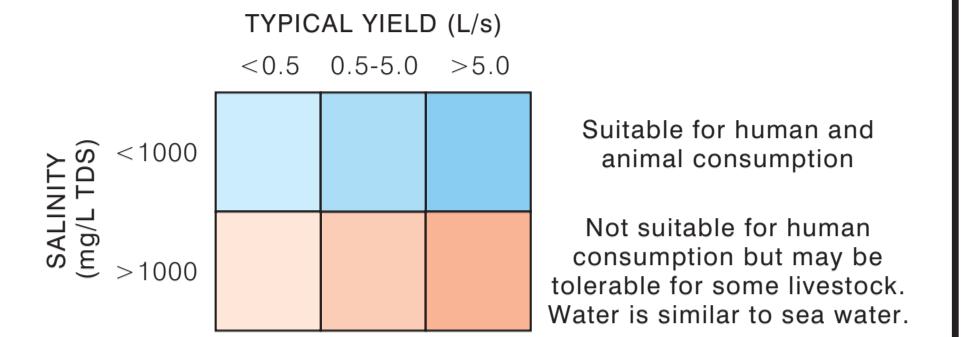 TYPICAL YIELD (L/s)
<0.5 0.5-5.0 >5.0
SALINITY
(mg/L TDS)
<1000
Suitable for human and
animal consumption
>1000
Not suitable for human
consumption but may be
tolerable for some livestock.
Water is similar to sea water.